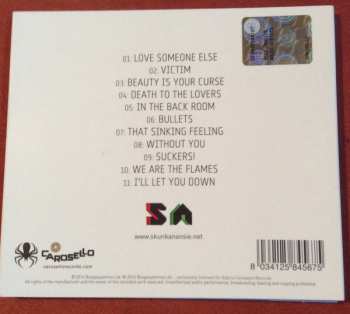 01 LOVE SOMEONE ELSE
02 VICTIM
03 BEAUTY IS YOUR CURSE
04 DEATH TO THE LOVERS
05 IN THE BACK ROOM
06 BULLETS
07: THAT SINKING FEELING
08 WITHOUT YOU
09: SUCKERS!
10: WE ARE THE FLAMES
11: I'LL LET YOU DOWN
SA
www.skunkanansie.net
CAROSELLO
carosellorecords.com
8 034125 845675